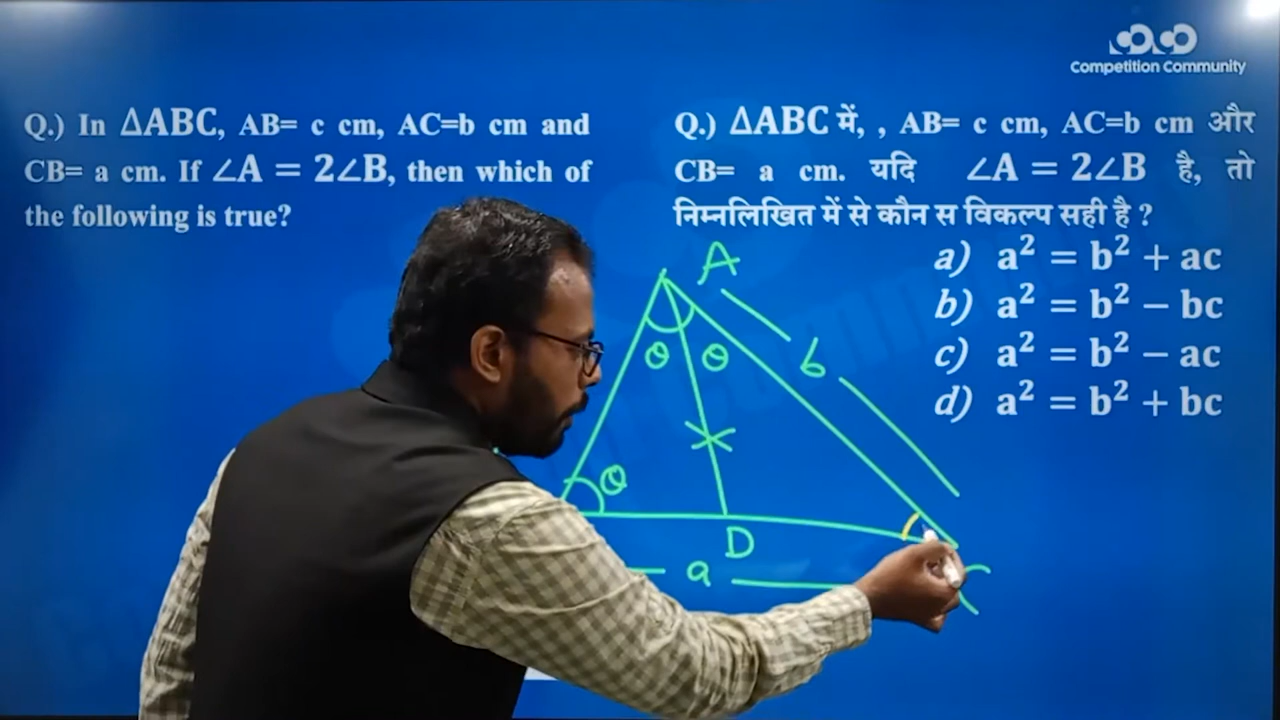 Competition Community
Q.) In ΔABC, AB= c cm, AC=b cm and
CB= a cm. If ∠A = 2∠B, then which of
the following is true?
Q.) ΔABC में, , AB= c cm, AC=b cm और
CB= a cm. यदि ∠A = 2∠B है, तो
निम्नलिखित में से कौन स विकल्प सही है ?
a) a² = b² + ac
b) a² = b² − bc
c) a² = b² − ac
d) a² = b² + bc
A
θ θ
b
θ
D
a